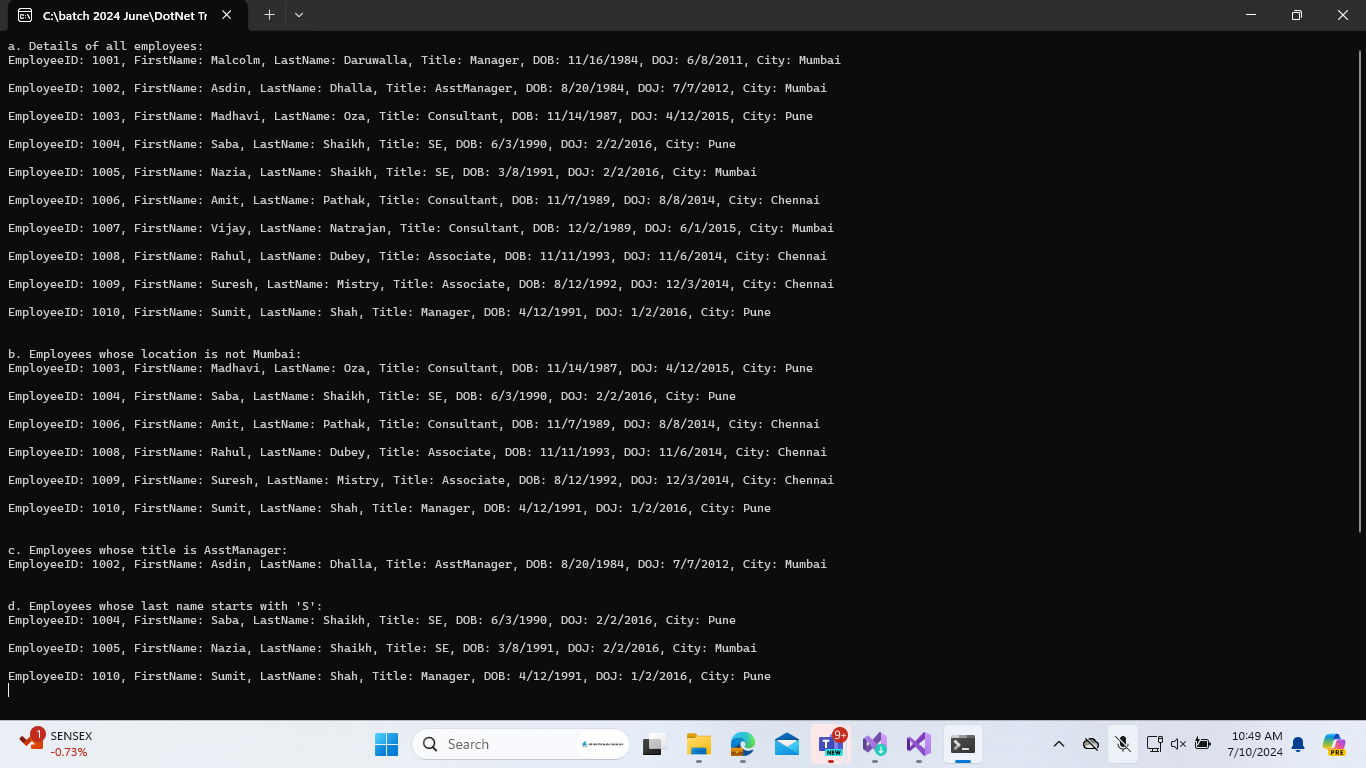 C:\batch 2024 June\DotNet Tr
a. Details of all employees:
EmployeeID: 1001, FirstName: Malcolm, LastName: Daruwalla, Title: Manager, DOB: 11/16/1984, DOJ: 6/8/2011, City: Mumbai
EmployeeID: 1002, FirstName: Asdin, LastName: Dhalla, Title: AsstManager, DOB: 8/20/1984, DOJ: 7/7/2012, City: Mumbai
EmployeeID: 1003, FirstName: Madhavi, LastName: Oza, Title: Consultant, DOB: 11/14/1987, DOJ: 4/12/2015, City: Pune
EmployeeID: 1004, FirstName: Saba, LastName: Shaikh, Title: SE, DOB: 6/3/1990, DOJ: 2/2/2016, City: Pune
EmployeeID: 1005, FirstName: Nazia, LastName: Shaikh, Title: SE, DOB: 3/8/1991, DOJ: 2/2/2016, City: Mumbai
EmployeeID: 1006, FirstName: Amit, LastName: Pathak, Title: Consultant, DOB: 11/7/1989, DOJ: 8/8/2014, City: Chennai
EmployeeID: 1007, FirstName: Vijay, LastName: Natrajan, Title: Consultant, DOB: 12/2/1989, DOJ: 6/1/2015, City: Mumbai
EmployeeID: 1008, FirstName: Rahul, LastName: Dubey, Title: Associate, DOB: 11/11/1993, DOJ: 11/6/2014, City: Chennai
EmployeeID: 1009, FirstName: Suresh, LastName: Mistry, Title: Associate, DOB: 8/12/1992, DOJ: 12/3/2014, City: Chennai
EmployeeID: 1010, FirstName: Sumit, LastName: Shah, Title: Manager, DOB: 4/12/1991, DOJ: 1/2/2016, City: Pune
b. Employees whose location is not Mumbai:
EmployeeID: 1003, FirstName: Madhavi, LastName: Oza, Title: Consultant, DOB: 11/14/1987, DOJ: 4/12/2015, City: Pune
EmployeeID: 1004, FirstName: Saba, LastName: Shaikh, Title: SE, DOB: 6/3/1990, DOJ: 2/2/2016, City: Pune
EmployeeID: 1006, FirstName: Amit, LastName: Pathak, Title: Consultant, DOB: 11/7/1989, DOJ: 8/8/2014, City: Chennai
EmployeeID: 1008, FirstName: Rahul, LastName: Dubey, Title: Associate, DOB: 11/11/1993, DOJ: 11/6/2014, City: Chennai
EmployeeID: 1009, FirstName: Suresh, LastName: Mistry, Title: Associate, DOB: 8/12/1992, DOJ: 12/3/2014, City: Chennai
EmployeeID: 1010, FirstName: Sumit, LastName: Shah, Title: Manager, DOB: 4/12/1991, DOJ: 1/2/2016, City: Pune
c. Employees whose title is AsstManager:
EmployeeID: 1002, FirstName: Asdin, LastName: Dhalla, Title: AsstManager, DOB: 8/20/1984, DOJ: 7/7/2012, City: Mumbai
d. Employees whose last name starts with 'S':
EmployeeID: 1004, FirstName: Saba, LastName: Shaikh, Title: SE, DOB: 6/3/1990, DOJ: 2/2/2016, City: Pune
EmployeeID: 1005, FirstName: Nazia, LastName: Shaikh, Title: SE, DOB: 3/8/1991, DOJ: 2/2/2016, City: Mumbai
EmployeeID: 1010, FirstName: Sumit, LastName: Shah, Title: Manager, DOB: 4/12/1991, DOJ: 1/2/2016, City: Pune
1
SENSEX
-0.73%
Search
9+
NEW
10:49 AM
7/10/2024
PRE